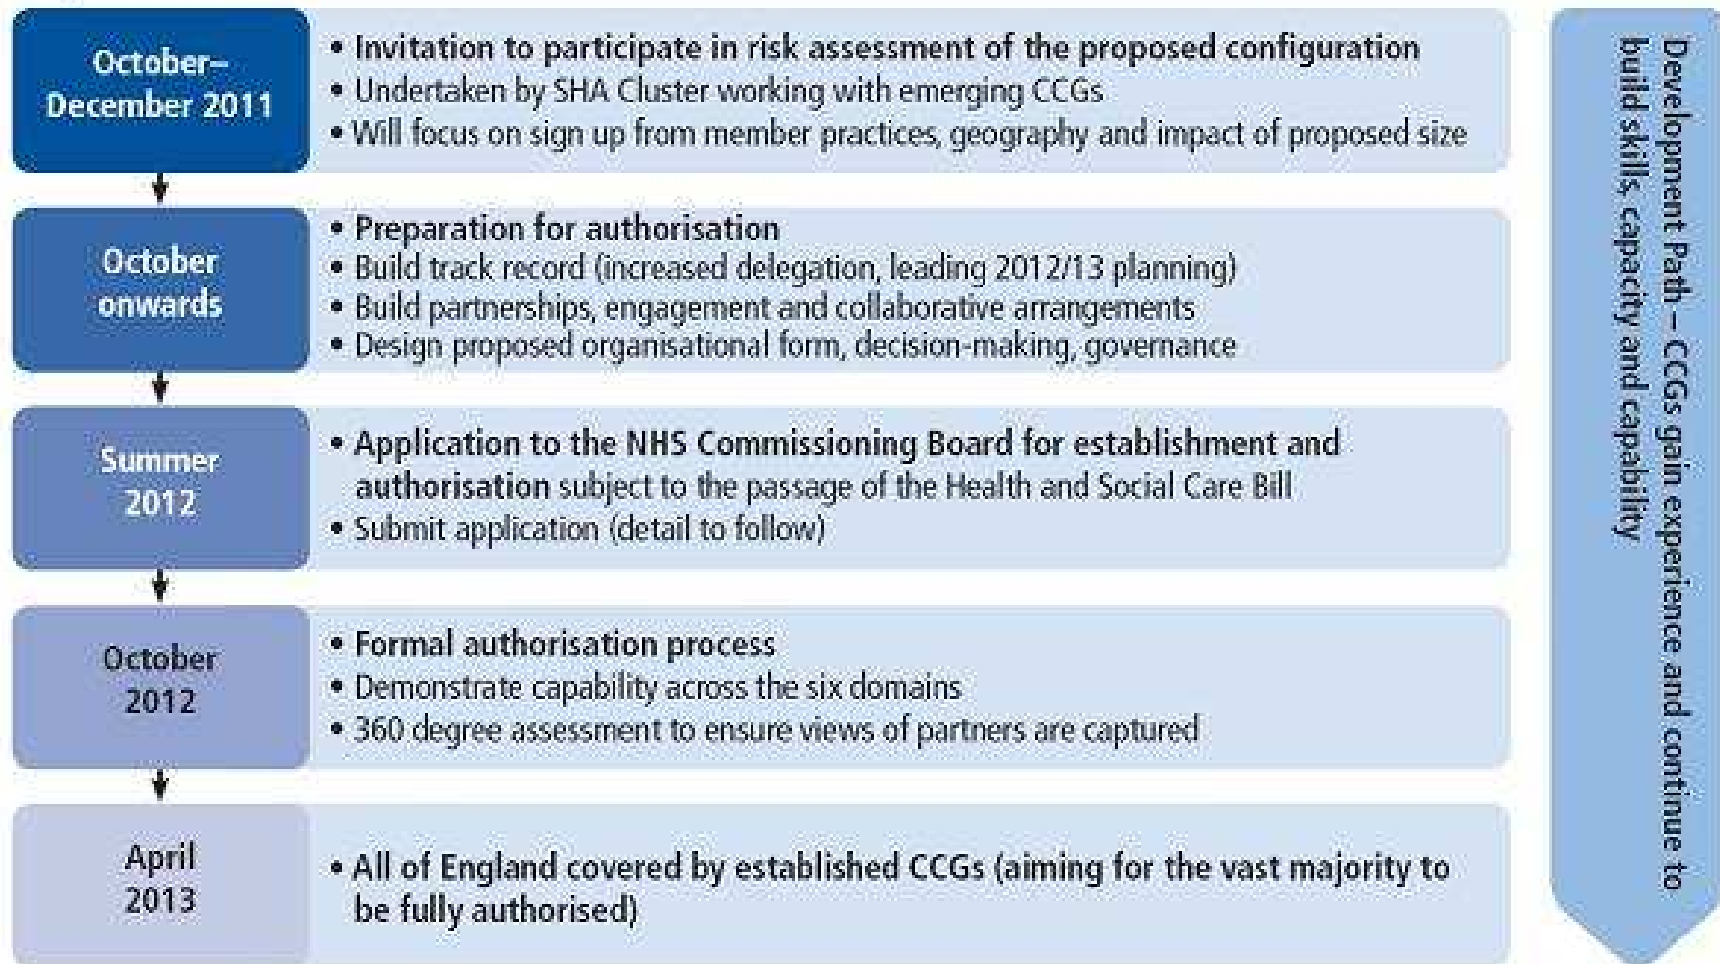 October–
December 2011
• Invitation to participate in risk assessment of the proposed configuration
• Undertaken by SHA Cluster working with emerging CCGs
• Will focus on sign up from member practices, geography and impact of proposed size
October
onwards
• Preparation for authorisation
• Build track record (increased delegation, leading 2012/13 planning)
• Build partnerships, engagement and collaborative arrangements
• Design proposed organisational form, decision-making, governance
Summer
2012
• Application to the NHS Commissioning Board for establishment and
authorisation subject to the passage of the Health and Social Care Bill
• Submit application (detail to follow)
October
2012
• Formal authorisation process
• Demonstrate capability across the six domains
• 360 degree assessment to ensure views of partners are captured
April
2013
• All of England covered by established CCGs (aiming for the vast majority to
be fully authorised)
Development Path – CCGs gain experience and continue to
build skills, capacity and capability